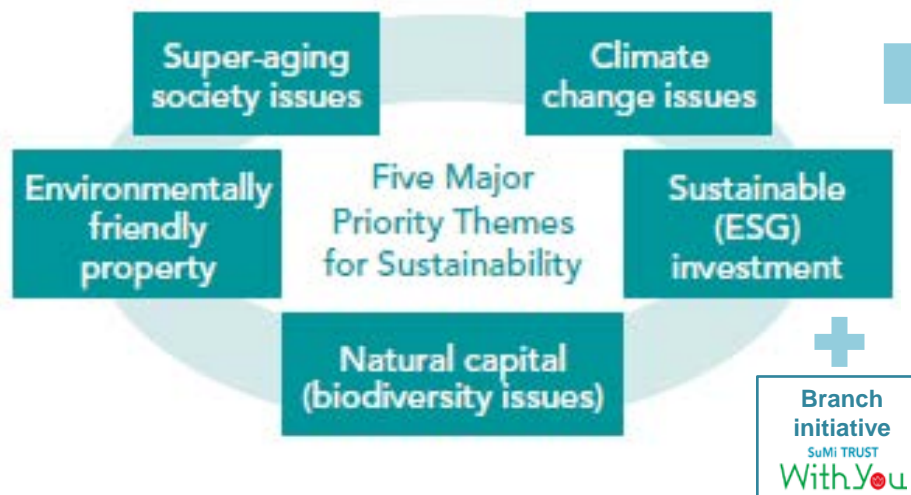 Super-aging
society issues
Climate
change issues
Environmentally
friendly
property
Five Major
Priority Themes
for Sustainability
Sustainable
(ESG)
investment
Natural capital
(biodiversity issues)
Branch
initiative
SuMi TRUST
With You